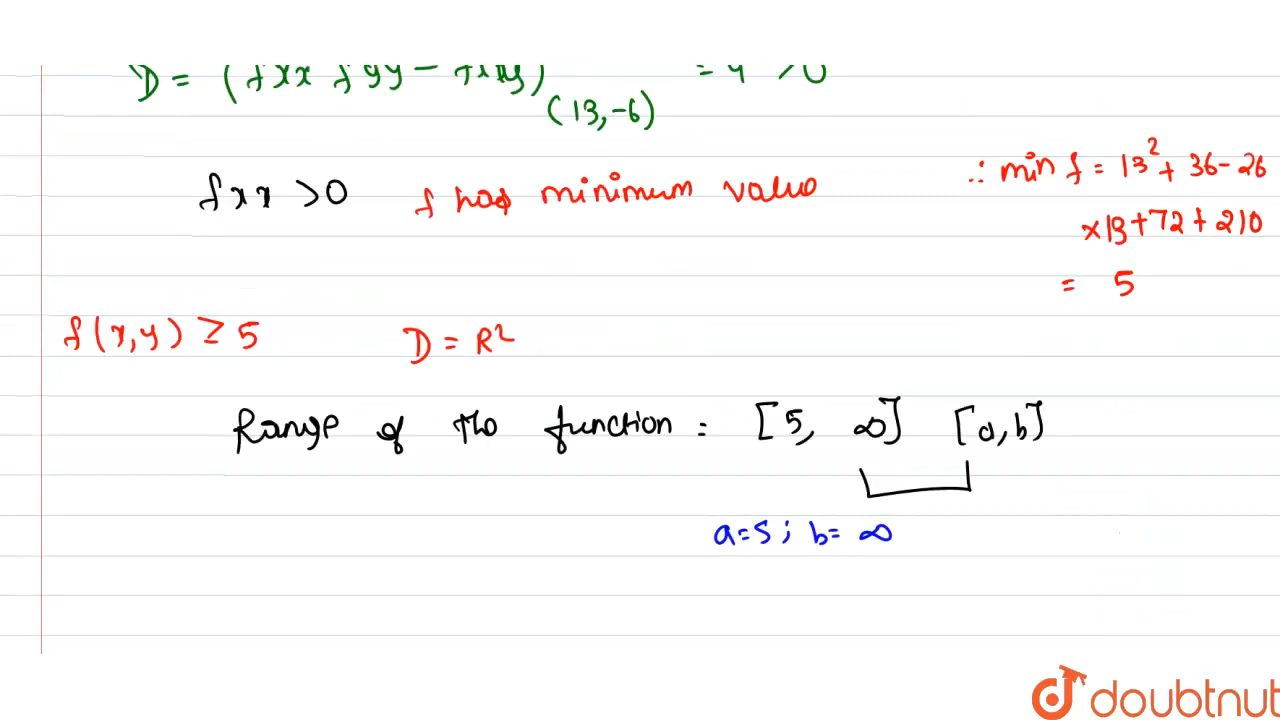 D = (fxx fyy - fxy) = 4 > 0
(13,-6)
fxx >0 f has minimum value
∴ min f = 13² + 36 - 26
×13+72+210
= 5
f(x,y) ≥ 5 D = R²
Range of the function = [5, ∞] [a,b]
a=5; b= ∞
doubtnut